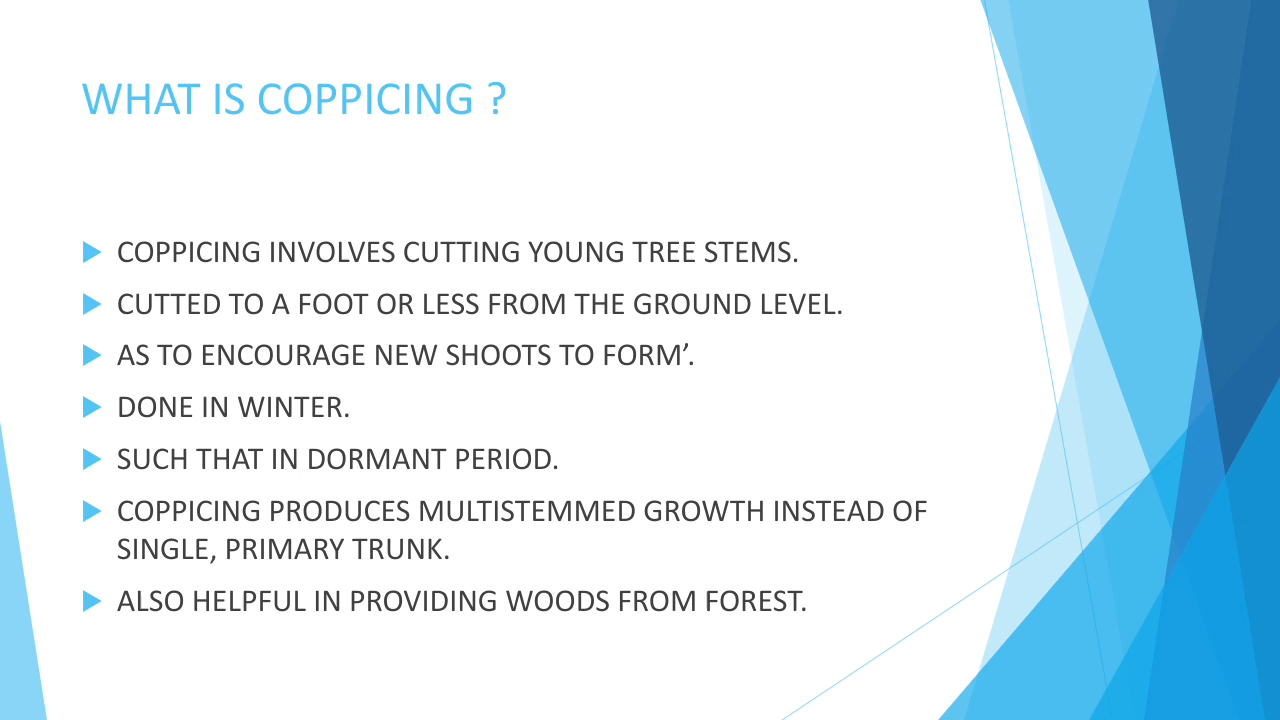 WHAT IS COPPICING ?
COPPICING INVOLVES CUTTING YOUNG TREE STEMS.
CUTTED TO A FOOT OR LESS FROM THE GROUND LEVEL.
AS TO ENCOURAGE NEW SHOOTS TO FORM’.
DONE IN WINTER.
SUCH THAT IN DORMANT PERIOD.
COPPICING PRODUCES MULTISTEMMED GROWTH INSTEAD OF
SINGLE, PRIMARY TRUNK.
ALSO HELPFUL IN PROVIDING WOODS FROM FOREST.